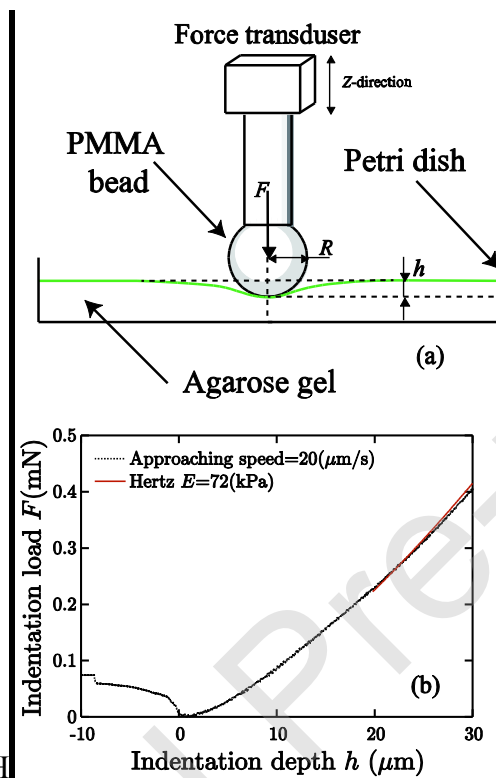 Force transduser
Z-direction
PMMA
bead
Petri dish
F
R
h
(a)
Agarose gel
0.5
Approaching speed=20(μm/s)
Hertz E=72(kPa)
0.4
0.3
0.2
0.1
0
Indentation load F(mN)
(b)
-10 0 10 20 30
Indentation depth h (μm)
H
Pre-